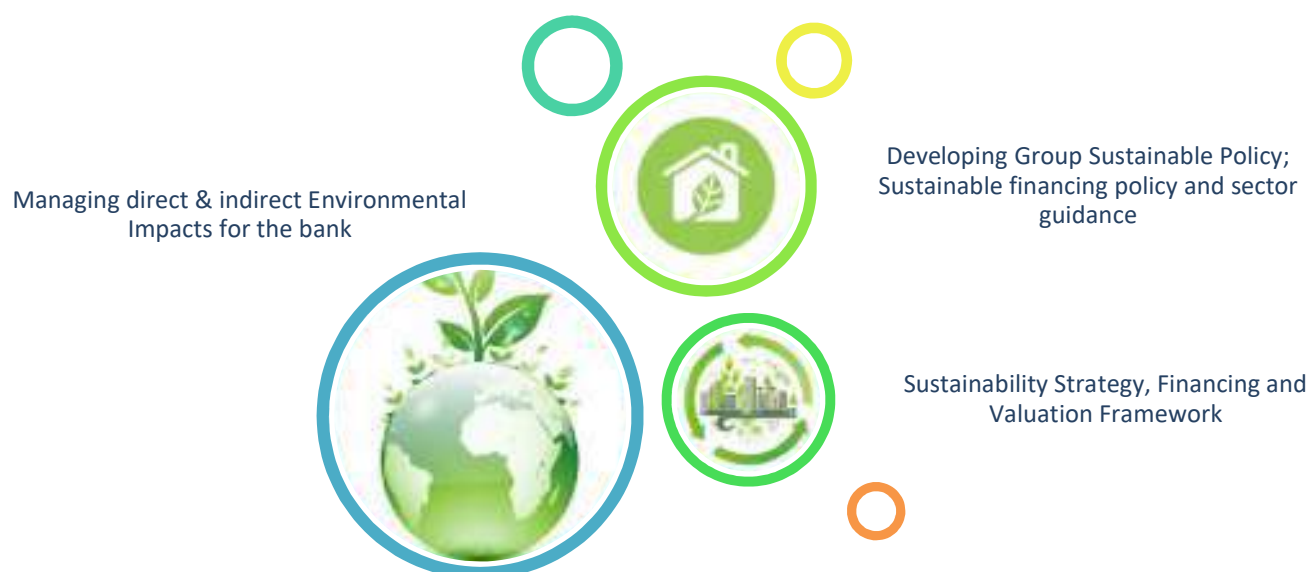 Managing direct & indirect Environmental
Impacts for the bank
Developing Group Sustainable Policy;
Sustainable financing policy and sector
guidance
Sustainability Strategy, Financing and
Valuation Framework